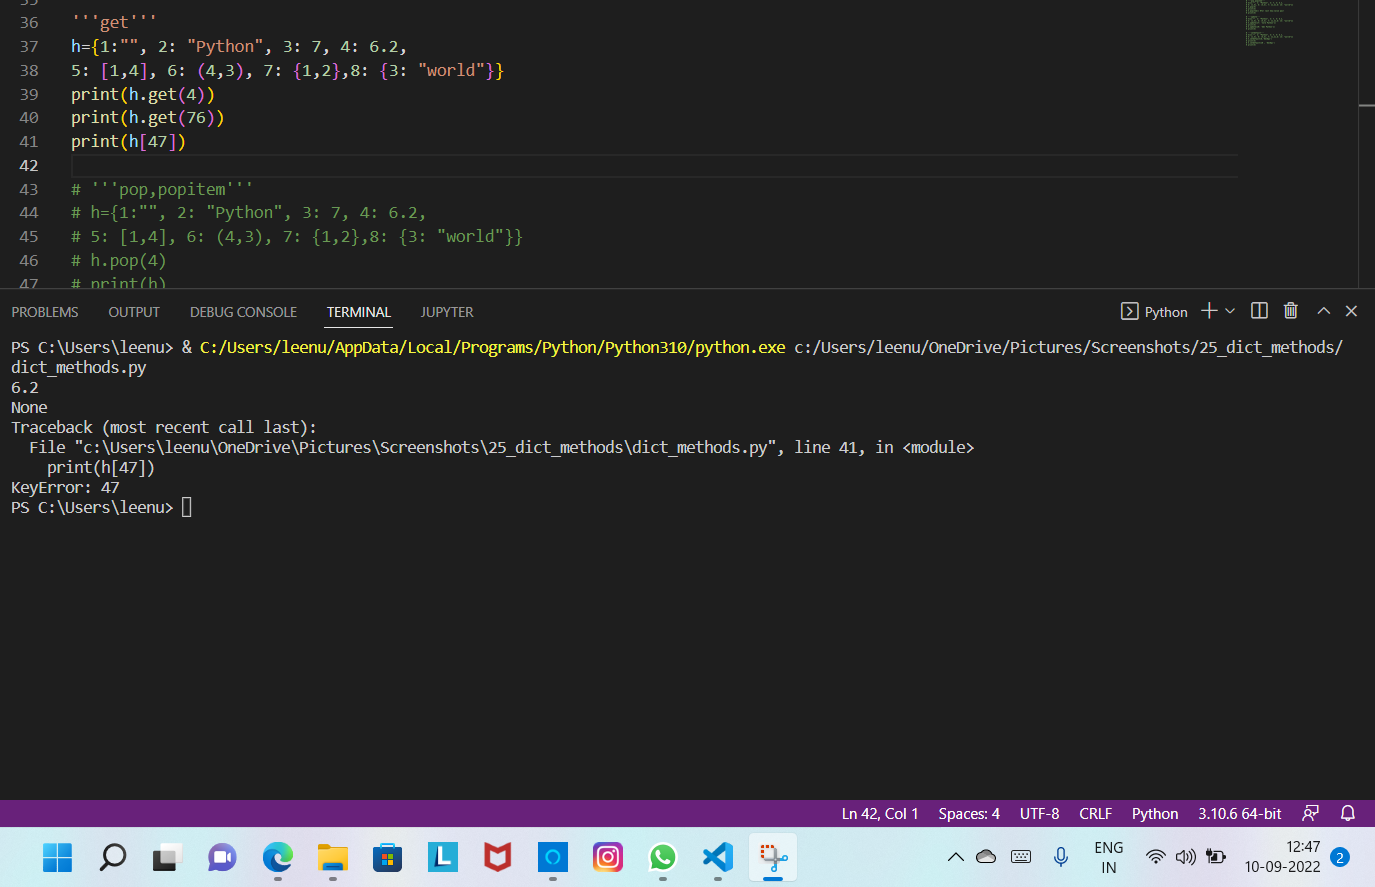 36 '''get'''
37 h={1:"", 2: "Python", 3: 7, 4: 6.2,
38 5: [1,4], 6: (4,3), 7: {1,2},8: {3: "world"}}
39 print(h.get(4))
40 print(h.get(76))
41 print(h[47])
42
43 # '''pop,popitem'''
44 # h={1:"", 2: "Python", 3: 7, 4: 6.2,
45 # 5: [1,4], 6: (4,3), 7: {1,2},8: {3: "world"}}
46 # h.pop(4)
47 # print(h)
PROBLEMS OUTPUT DEBUG CONSOLE TERMINAL JUPYTER Python
PS C:\Users\leenu> & C:/Users/leenu/AppData/Local/Programs/Python/Python310/python.exe c:/Users/leenu/OneDrive/Pictures/Screenshots/25_dict_methods/
dict_methods.py
6.2
None
Traceback (most recent call last):
File "c:\Users\leenu\OneDrive\Pictures\Screenshots\25_dict_methods\dict_methods.py", line 41, in <module>
print(h[47])
KeyError: 47
PS C:\Users\leenu>
Ln 42, Col 1 Spaces: 4 UTF-8 CRLF Python 3.10.6 64-bit
L
ENG
IN
12:47
10-09-2022
2